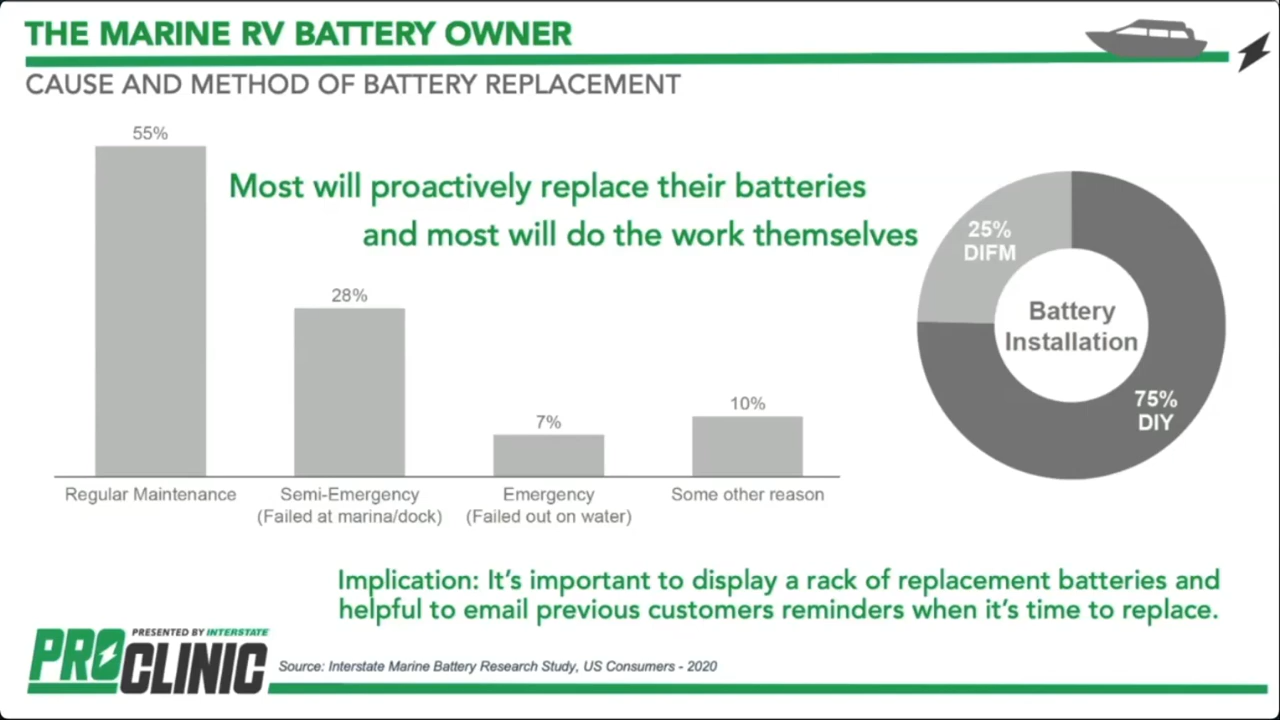 THE MARINE RV BATTERY OWNER
CAUSE AND METHOD OF BATTERY REPLACEMENT
55%
Most will proactively replace their batteries
and most will do the work themselves
28%
7%
10%
Regular Maintenance
Semi-Emergency
(Failed at marina/dock)
Emergency
(Failed out on water)
Some other reason
25%
DIFM
Battery
Installation
75%
DIY
Implication: It's important to display a rack of replacement batteries and
helpful to email previous customers reminders when it's time to replace.
PRESENTED BY INTERSTATE
PRO CLINIC
Source: Interstate Marine Battery Research Study, US Consumers - 2020